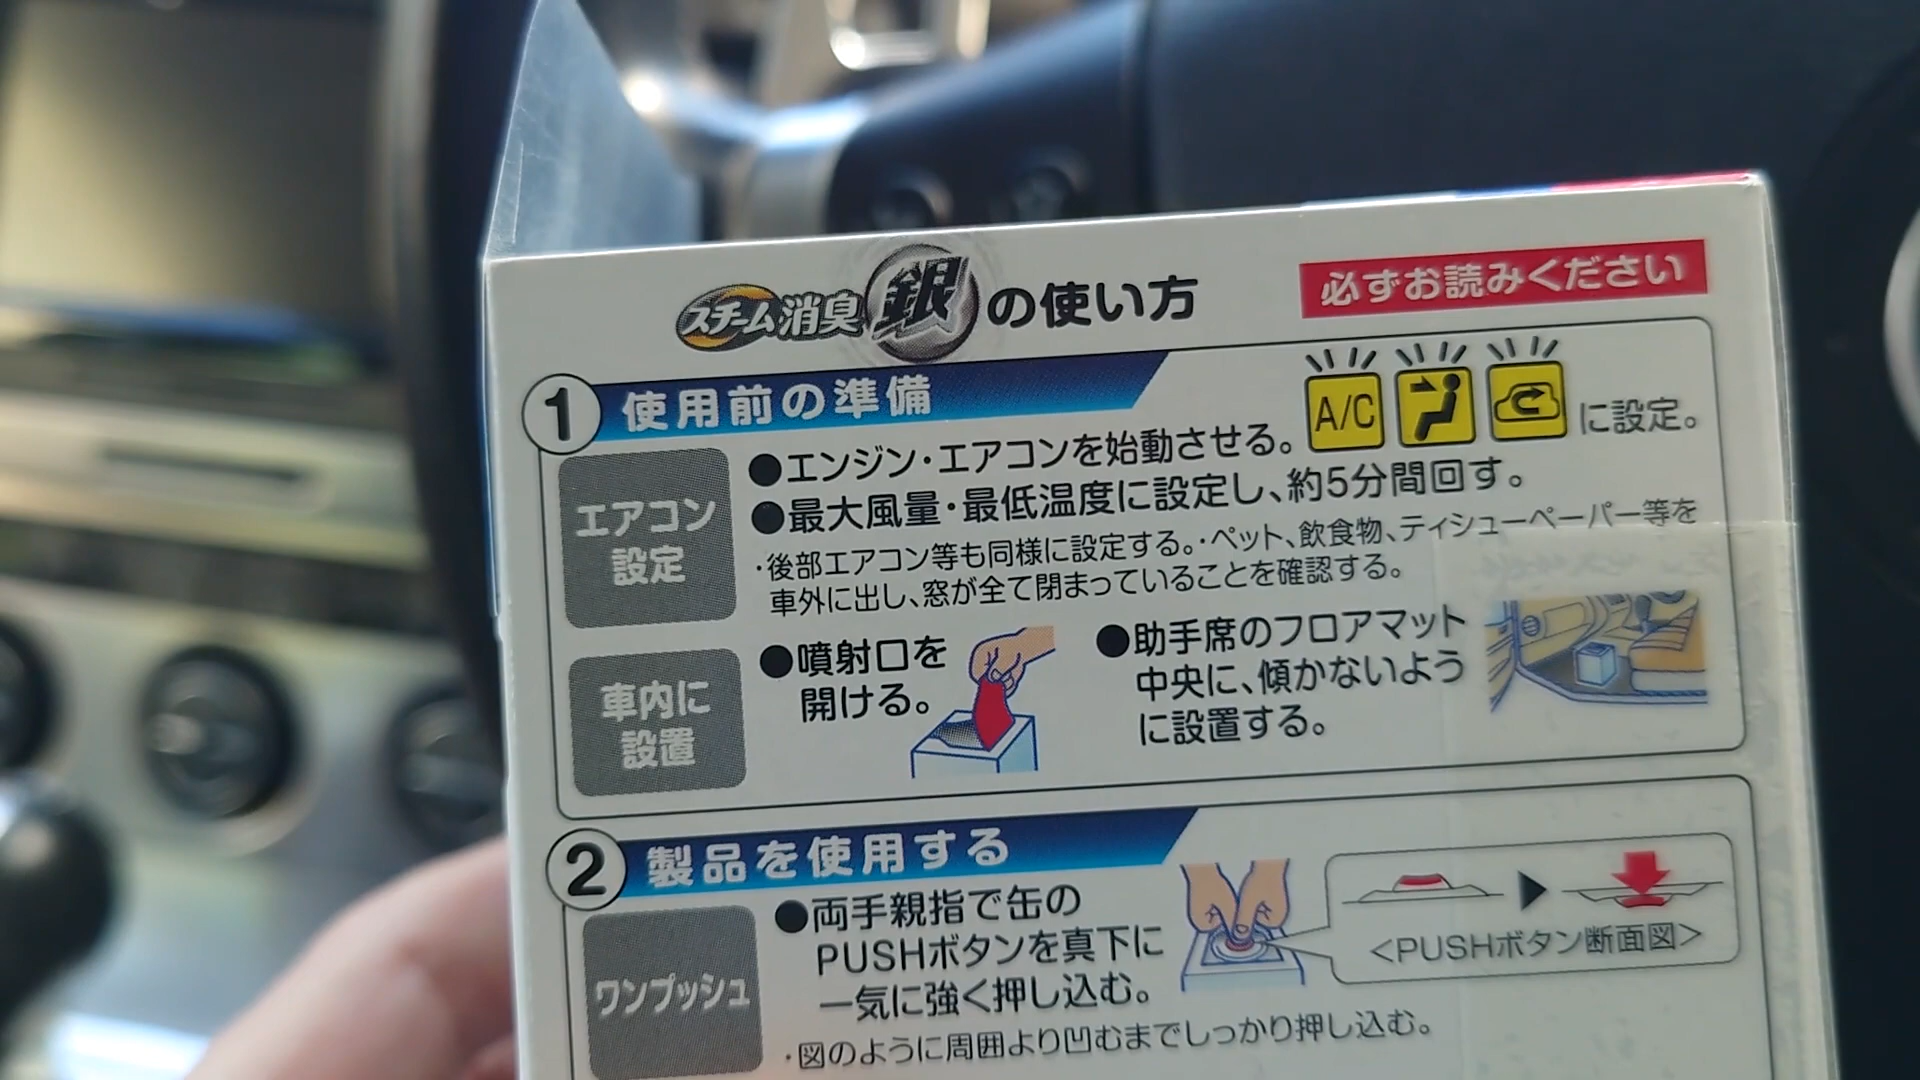 スチーム消臭銀の使い方
必ずお読みください
1 使用前の準備
エアコン
設定
●エンジン・エアコンを始動させる。 A/C に設定。
●最大風量・最低温度に設定し、約5分間回す。
・後部エアコン等も同様に設定する。・ペット、飲食物、ティシューペーパー等を
車外に出し、窓が全て閉まっていることを確認する。
車内に
設置
●噴射口を
開ける。
●助手席のフロアマット
中央に、傾かないよう
に設置する。
2 製品を使用する
ワンプッシュ
●両手親指で缶の
PUSHボタンを真下に
一気に強く押し込む。
<PUSHボタン断面図>
・図のように周囲より凹むまでしっかり押し込む。